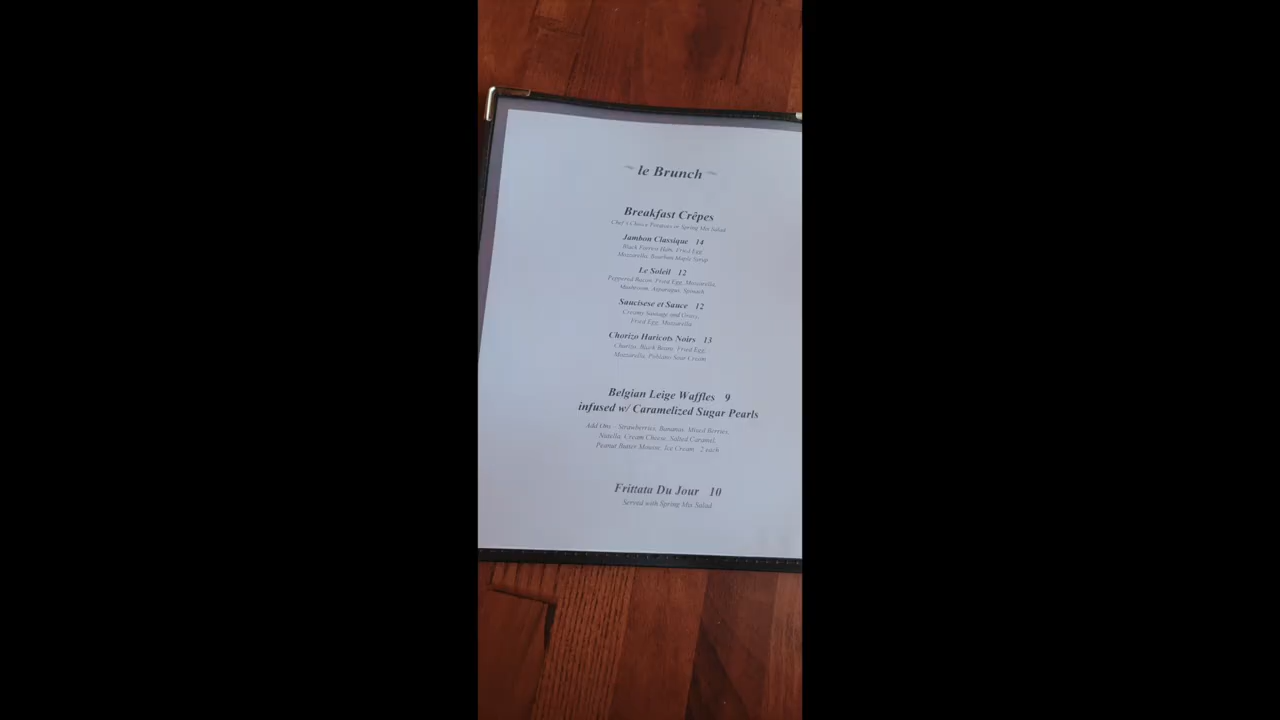 le Brunch
Breakfast Crêpes
Chef's Choice Potatoes or Spring Mix Salad
Jambon Classique 14
Black Forest Ham, Fried Egg,
Mozzarella, Bourbon Maple Syrup
Le Soleil 12
Peppered Bacon, Fried Egg, Mozzarella,
Mushroom, Asparagus, Spinach
Saucissese et Sauce 12
Creamy Sausage and Gravy,
Fried Egg, Mozzarella
Chorizo Haricots Noirs 13
Chorizo, Black Beans, Fried Egg,
Mozzarella, Poblano Sour Cream
Belgian Leige Waffles 9
infused w/ Caramelized Sugar Pearls
Add Ons - Strawberries, Bananas, Mixed Berries,
Nutella, Cream Cheese, Salted Caramel,
Peanut Butter Mousse, Ice Cream 2 each
Frittata Du Jour 10
Served with Spring Mix Salad